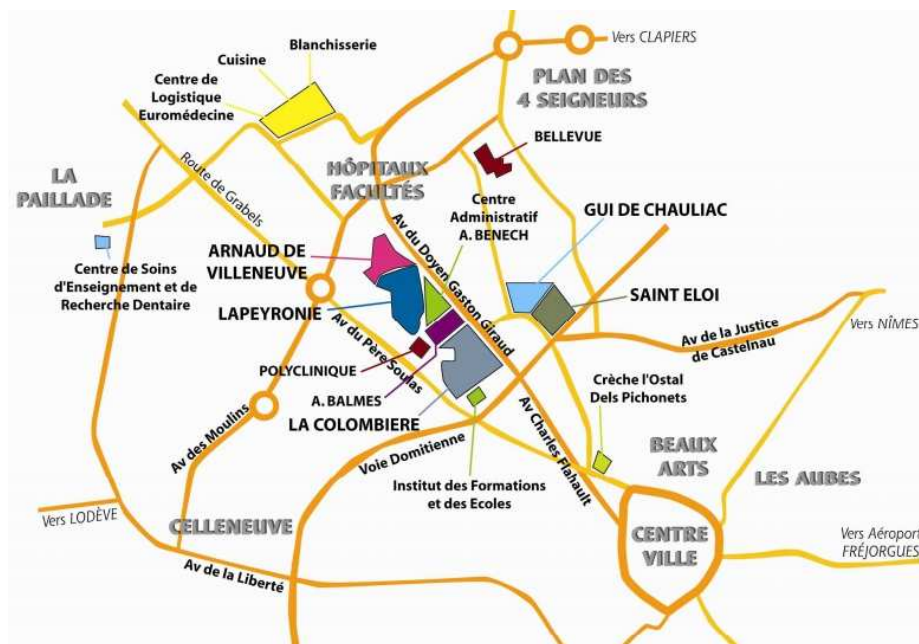 Vers CLAPIERS
Blanchisserie
Cuisine
Centre de
Logistique
Euromédecine
PLAN DES
4 SEIGNEURS
BELLEVUE
LA
PAILLADE
Route de Grabels
HÔPITAUX
FACULTÉS
Centre
Administratif
A. BENECH
GUI DE CHAULIAC
Centre de Soins
d'Enseignement et de
Recherche Dentaire
ARNAUD DE
VILLENEUVE
Av du Doyen Gaston Giraud
LAPEYRONIE
SAINT ELOI
Vers NÎMES
Av de la Justice
de Castelnau
Av du Père Soulas
POLYCLINIQUE
A. BALMES
LA COLOMBIERE
Crèche l'Ostal
Dels Pichonets
Av des Moulins
Voie Domitienne
Av Charles Flahault
BEAUX
ARTS
LES AUBES
Institut des Formations
et des Ecoles
Vers LODÈVE
CELLENEUVE
CENTRE
VILLE
Vers Aéroport
FRÉJORGUES
Av de la Liberté